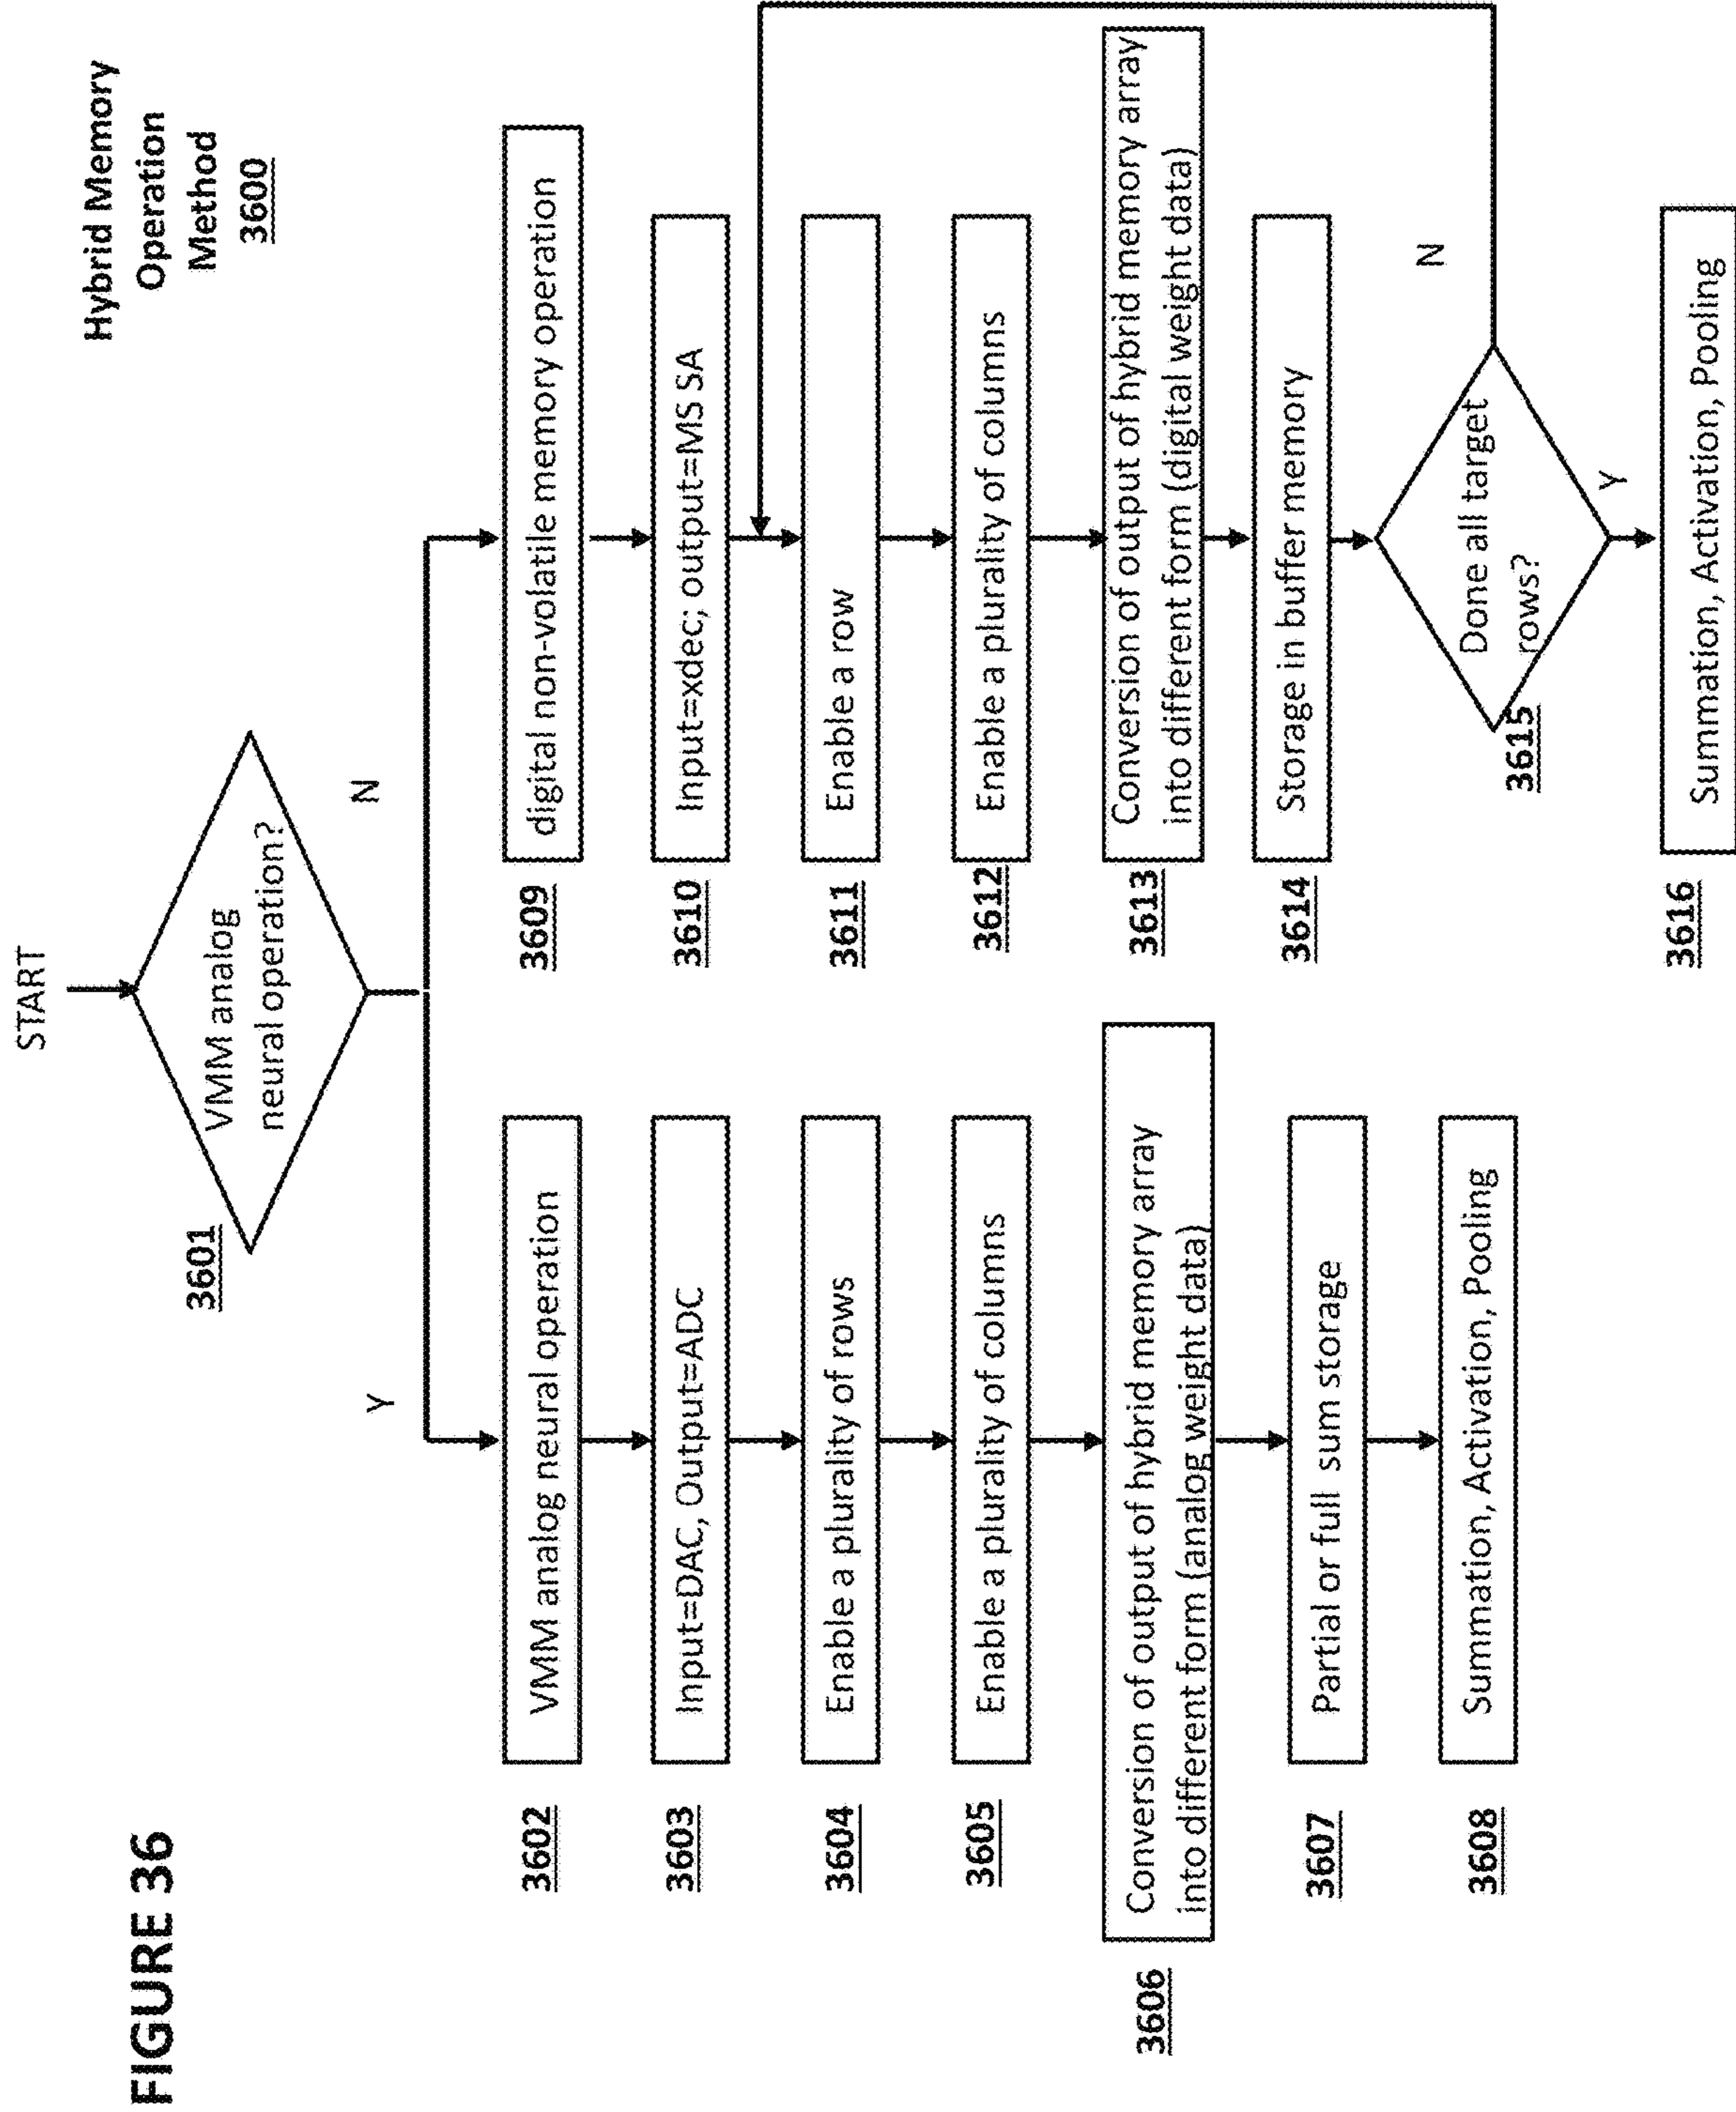 FIGURE 36
Hybrid Memory
Operation
Method
3600
START
3601
VMM analog
neural operation?
Y
N
3602
VMM analog neural operation
3603
Input=DAC, Output=ADC
3604
Enable a plurality of rows
3605
Enable a plurality of columns
3606
Conversion of output of hybrid memory array
into different form (analog weight data)
3607
Partial or full sum storage
3608
Summation, Activation, Pooling
3609
digital non-volatile memory operation
3610
Input=xdec; output=MS SA
3611
Enable a row
3612
Enable a plurality of columns
3613
Conversion of output of hybrid memory array
into different form (digital weight data)
3614
Storage in buffer memory
3615
Done all target
rows?
N
Y
3616
Summation, Activation, Pooling